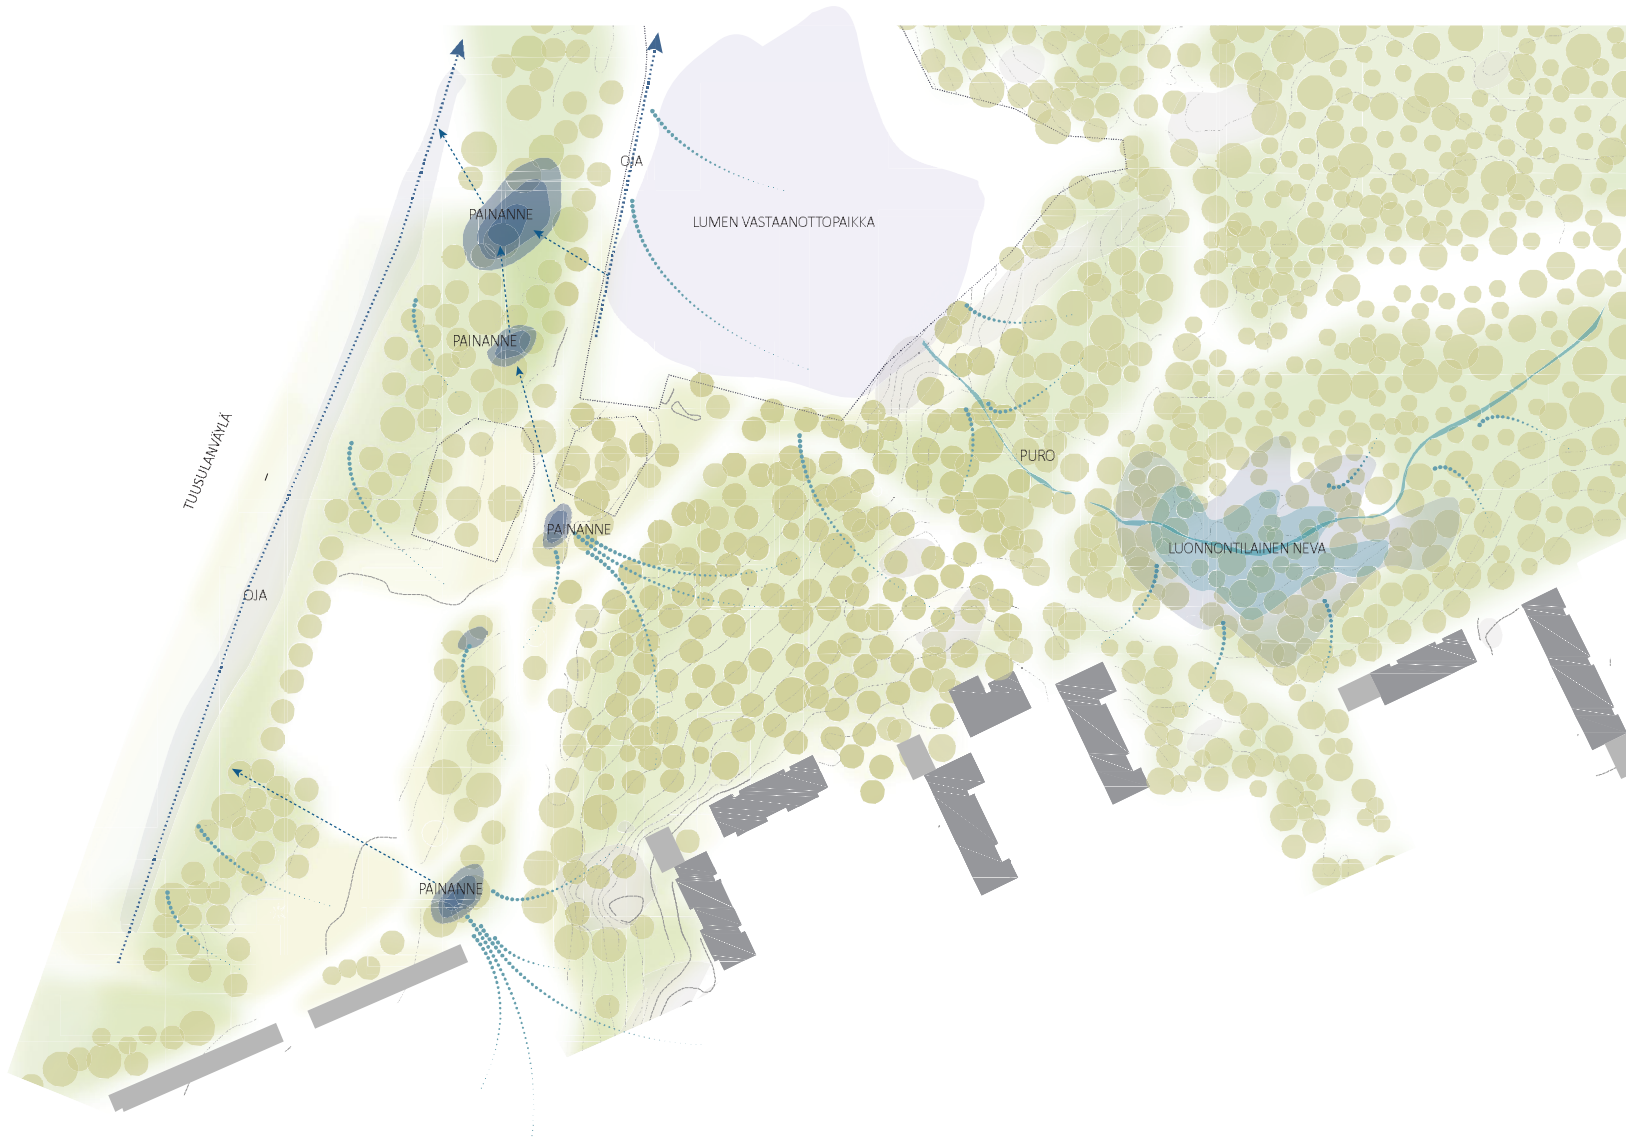 OJA
PAINANNE
LUMEN VASTAANOTTOPAIKKA
PAINANNE
TUUSULANVÄYLÄ
PURO
PAINANNE
LUONNONTILAINEN NEVA
OJA
PAINANNE